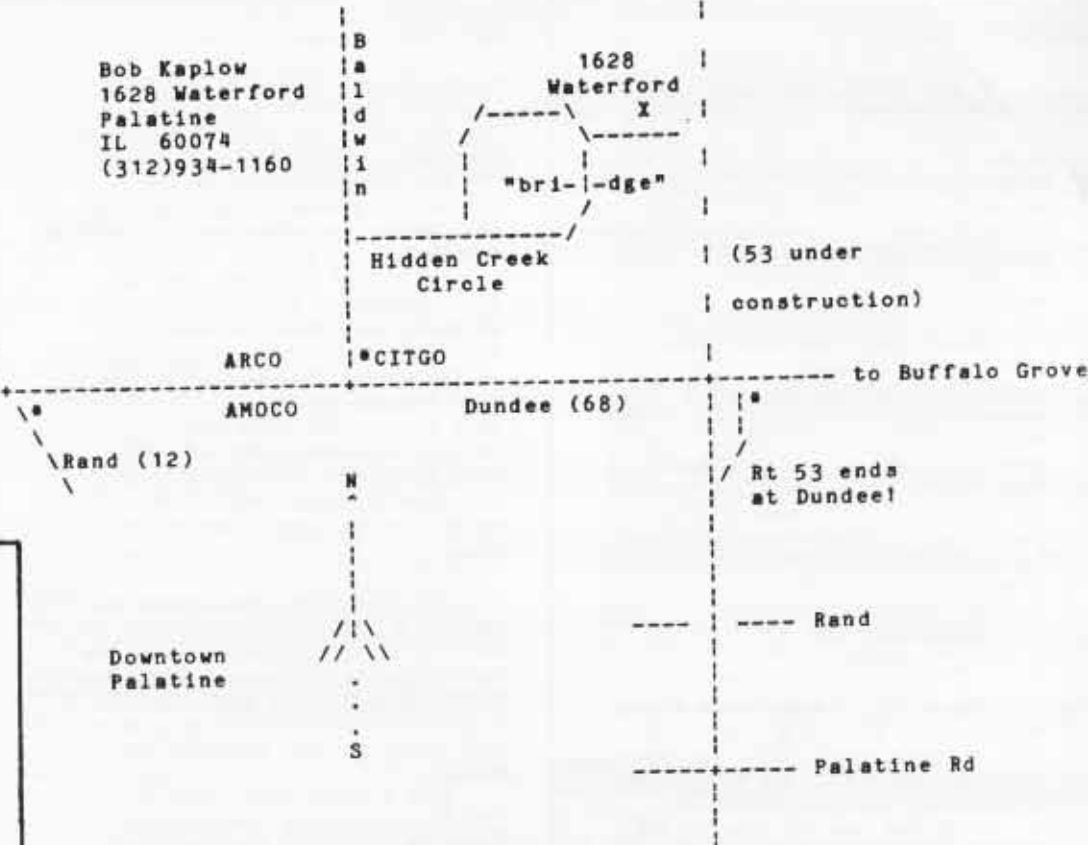 Bob Kaplow
1628 Waterford
Palatine
IL 60074
(312)934-1160
Baldwin
1628
Waterford
X
"bri- -dge"
Hidden Creek
Circle
(53 under
construction)
ARCO
*CITGO
to Buffalo Grove
*
AMOCO
Dundee (68)
*
Rand (12)
Rt 53 ends
at Dundee!
N
Rand
Downtown
Palatine
S
Palatine Rd